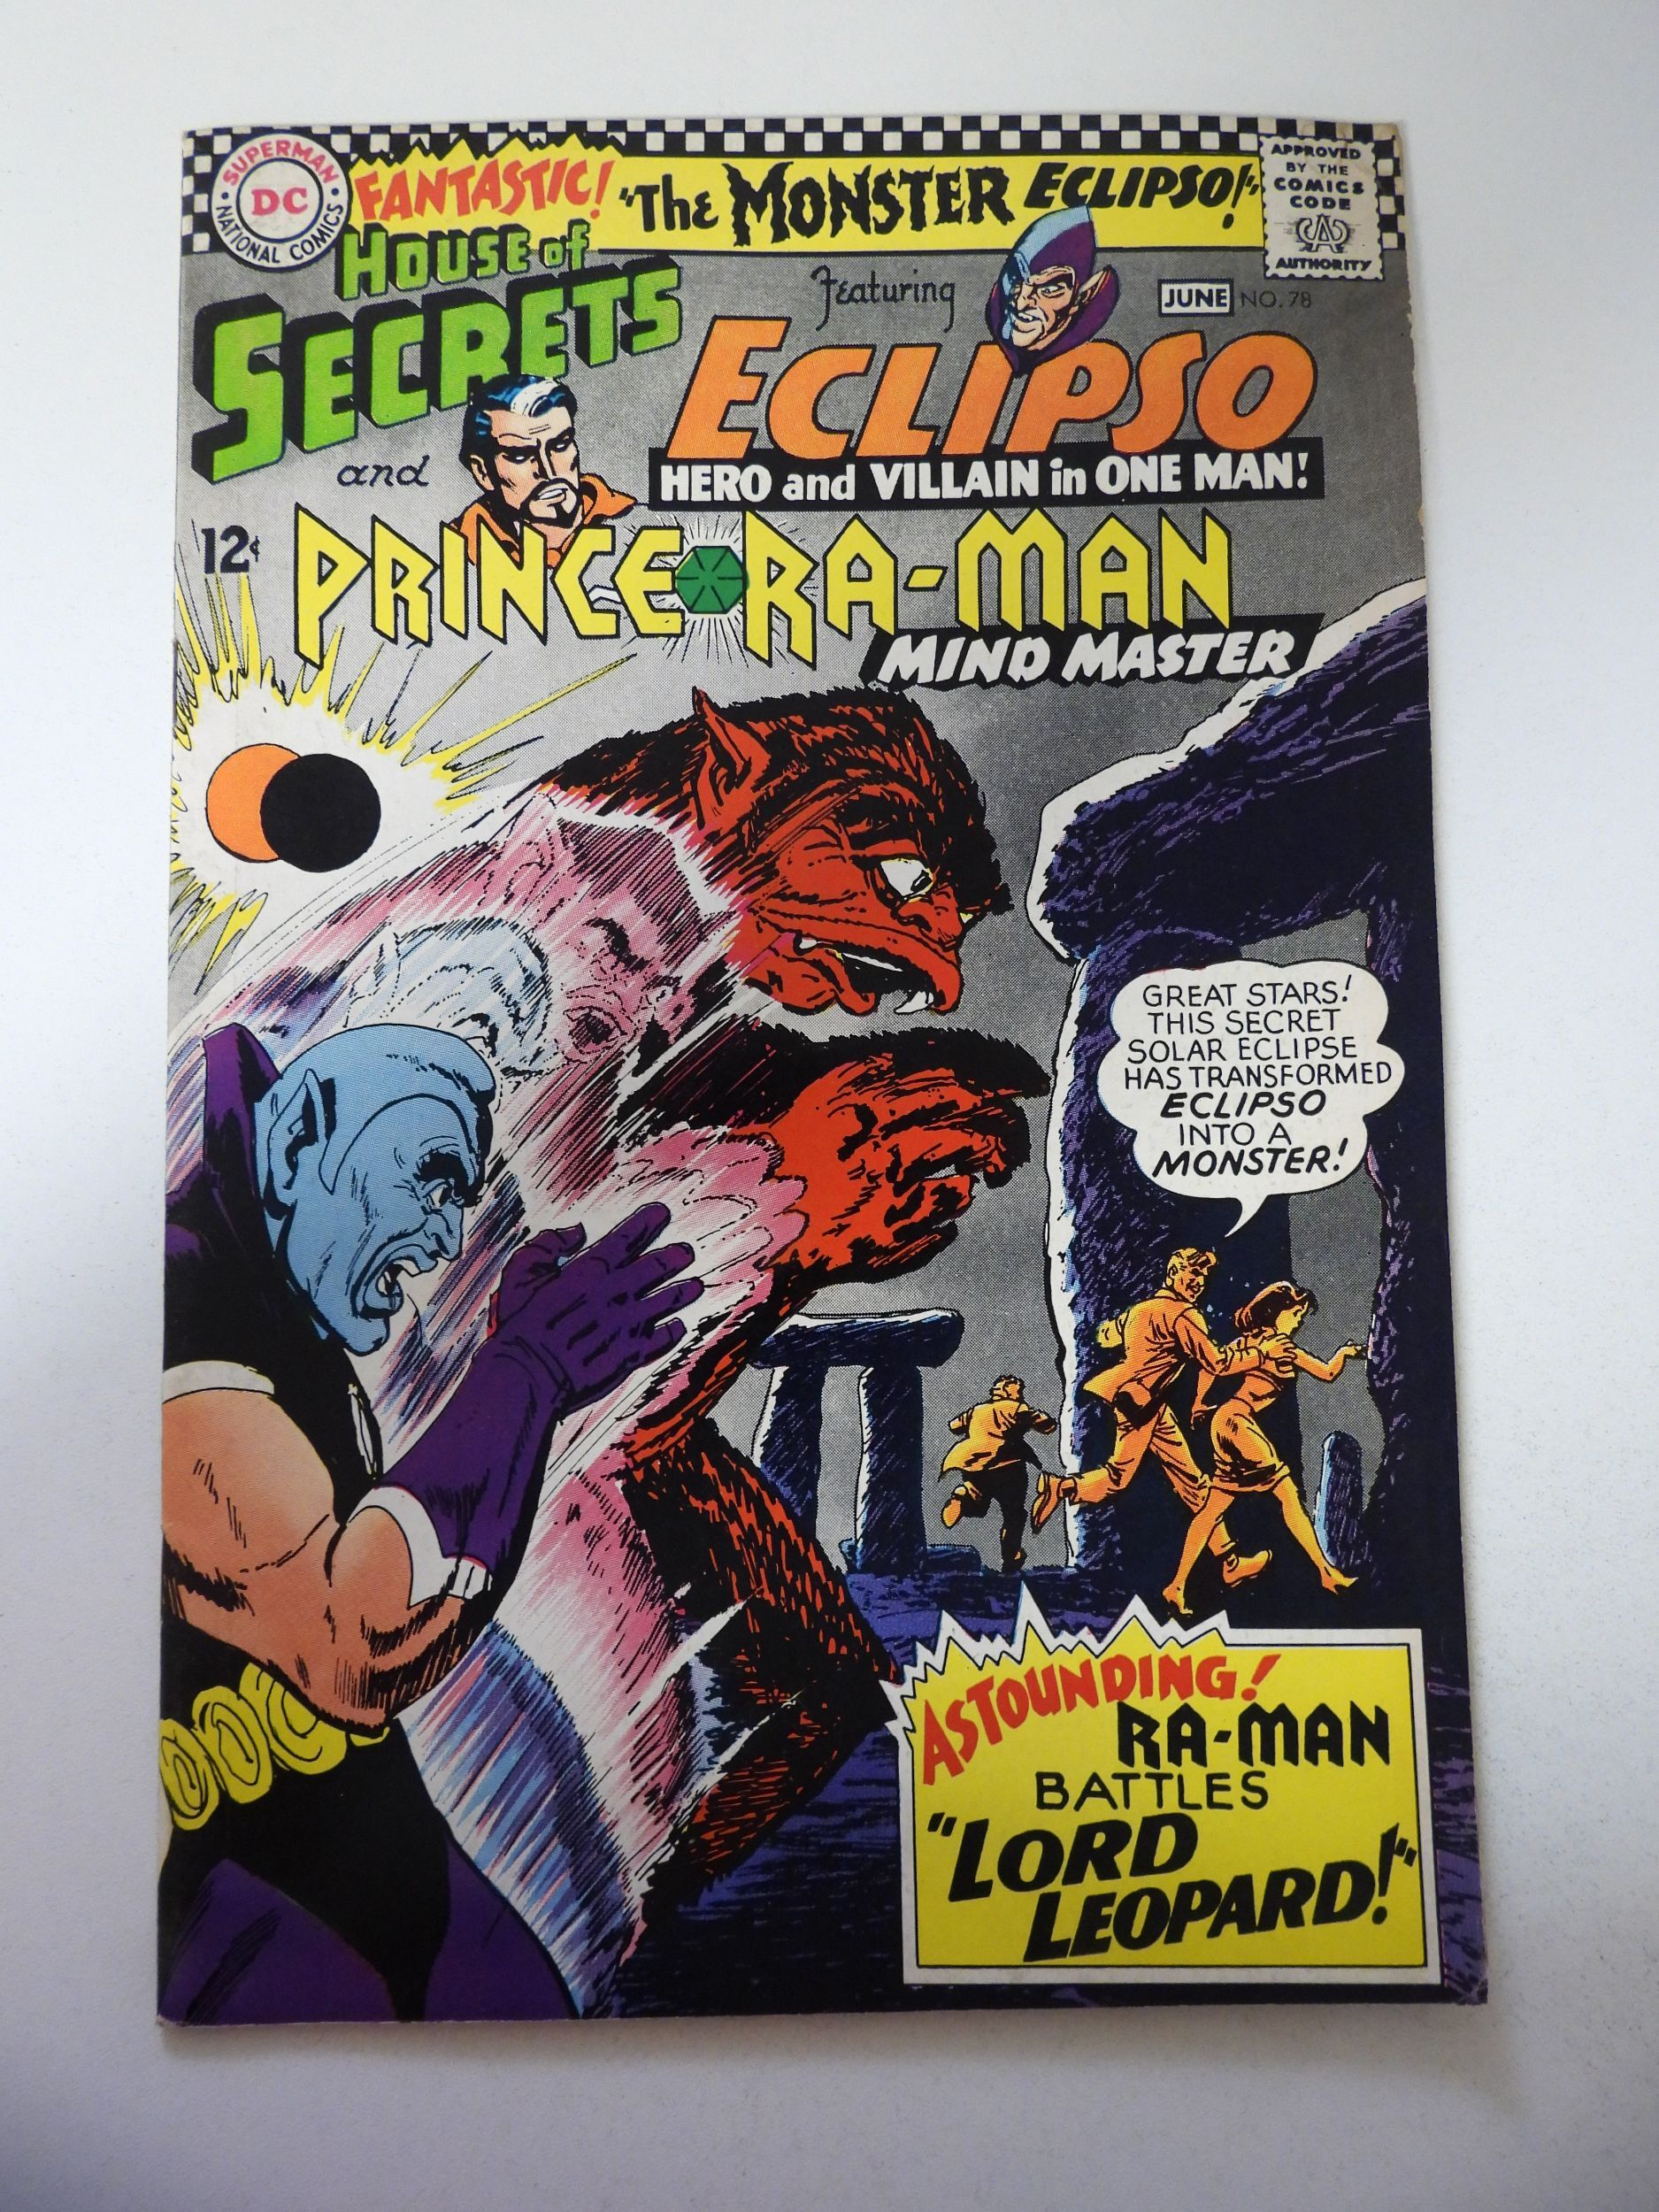 SUPERMAN
DC
NATIONAL COMICS
FANTASTIC! "The MONSTER ECLIPSO!"
APPROVED
BY THE
COMICS
CODE
AUTHORITY
HOUSE of
SECRETS
Featuring
JUNE NO. 78
ECLIPSO
HERO and VILLAIN in ONE MAN!
and
12¢
PRINCE RA-MAN
MIND MASTER
GREAT STARS!
THIS SECRET
SOLAR ECLIPSE
HAS TRANSFORMED
ECLIPSO
INTO A
MONSTER!
ASTOUNDING!
RA-MAN
BATTLES
"LORD
LEOPARD!"